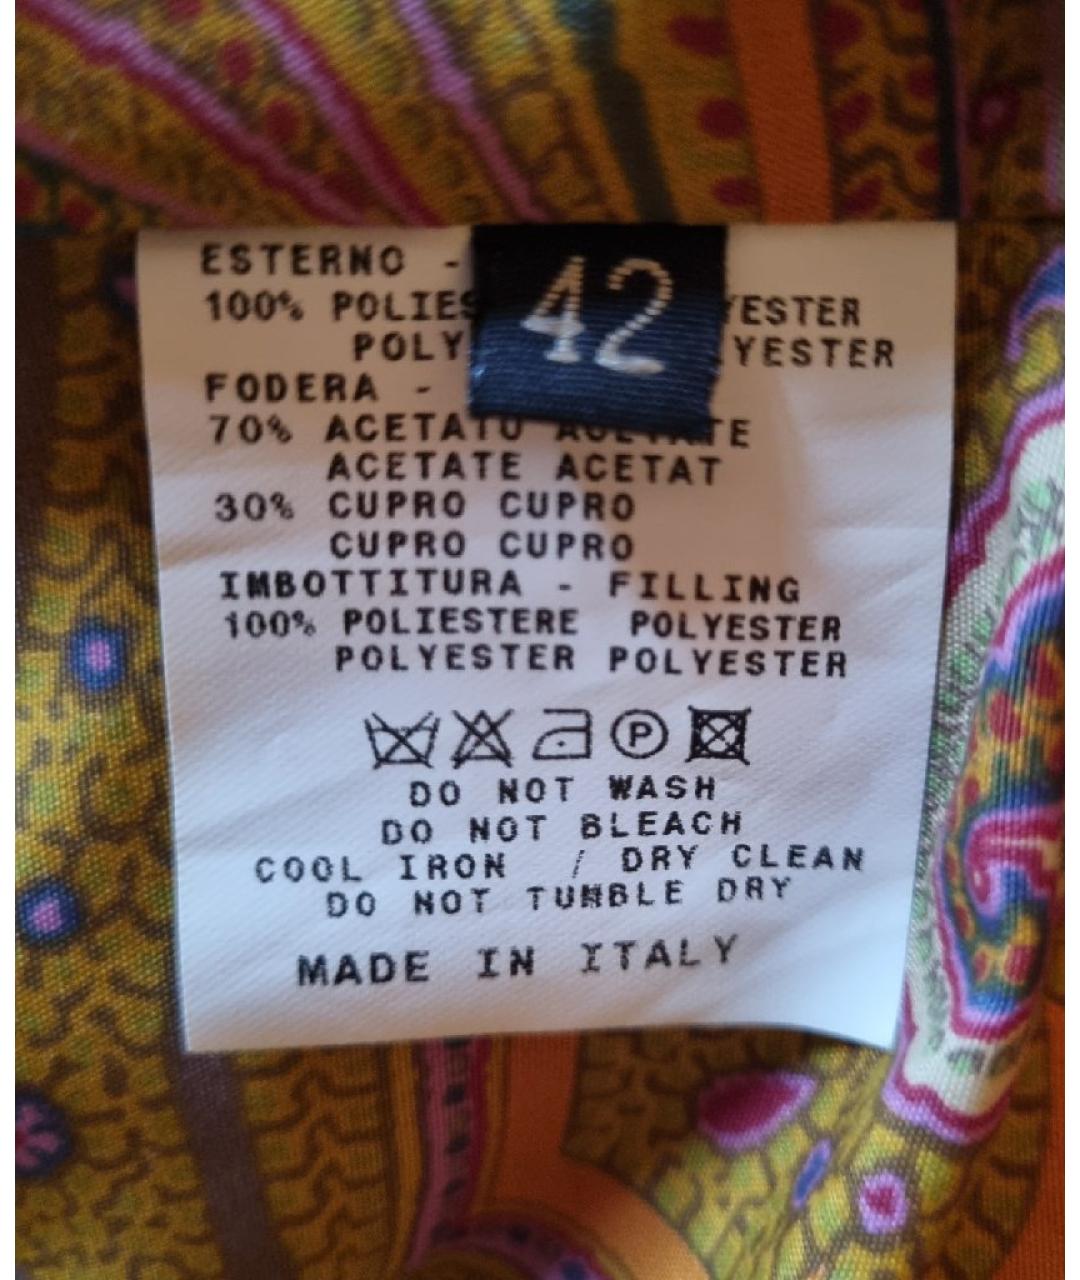 ESTERNO -
42
100% POLIES YESTER
POLY YESTER
FODERA -
70% ACETATO ACETATE
ACETATE ACETAT
30% CUPRO CUPRO
CUPRO CUPRO
IMBOTTITURA - FILLING
100% POLIESTERE POLYESTER
POLYESTER POLYESTER
P
DO NOT WASH
DO NOT BLEACH
COOL IRON / DRY CLEAN
DO NOT TUMBLE DRY
MADE IN ITALY